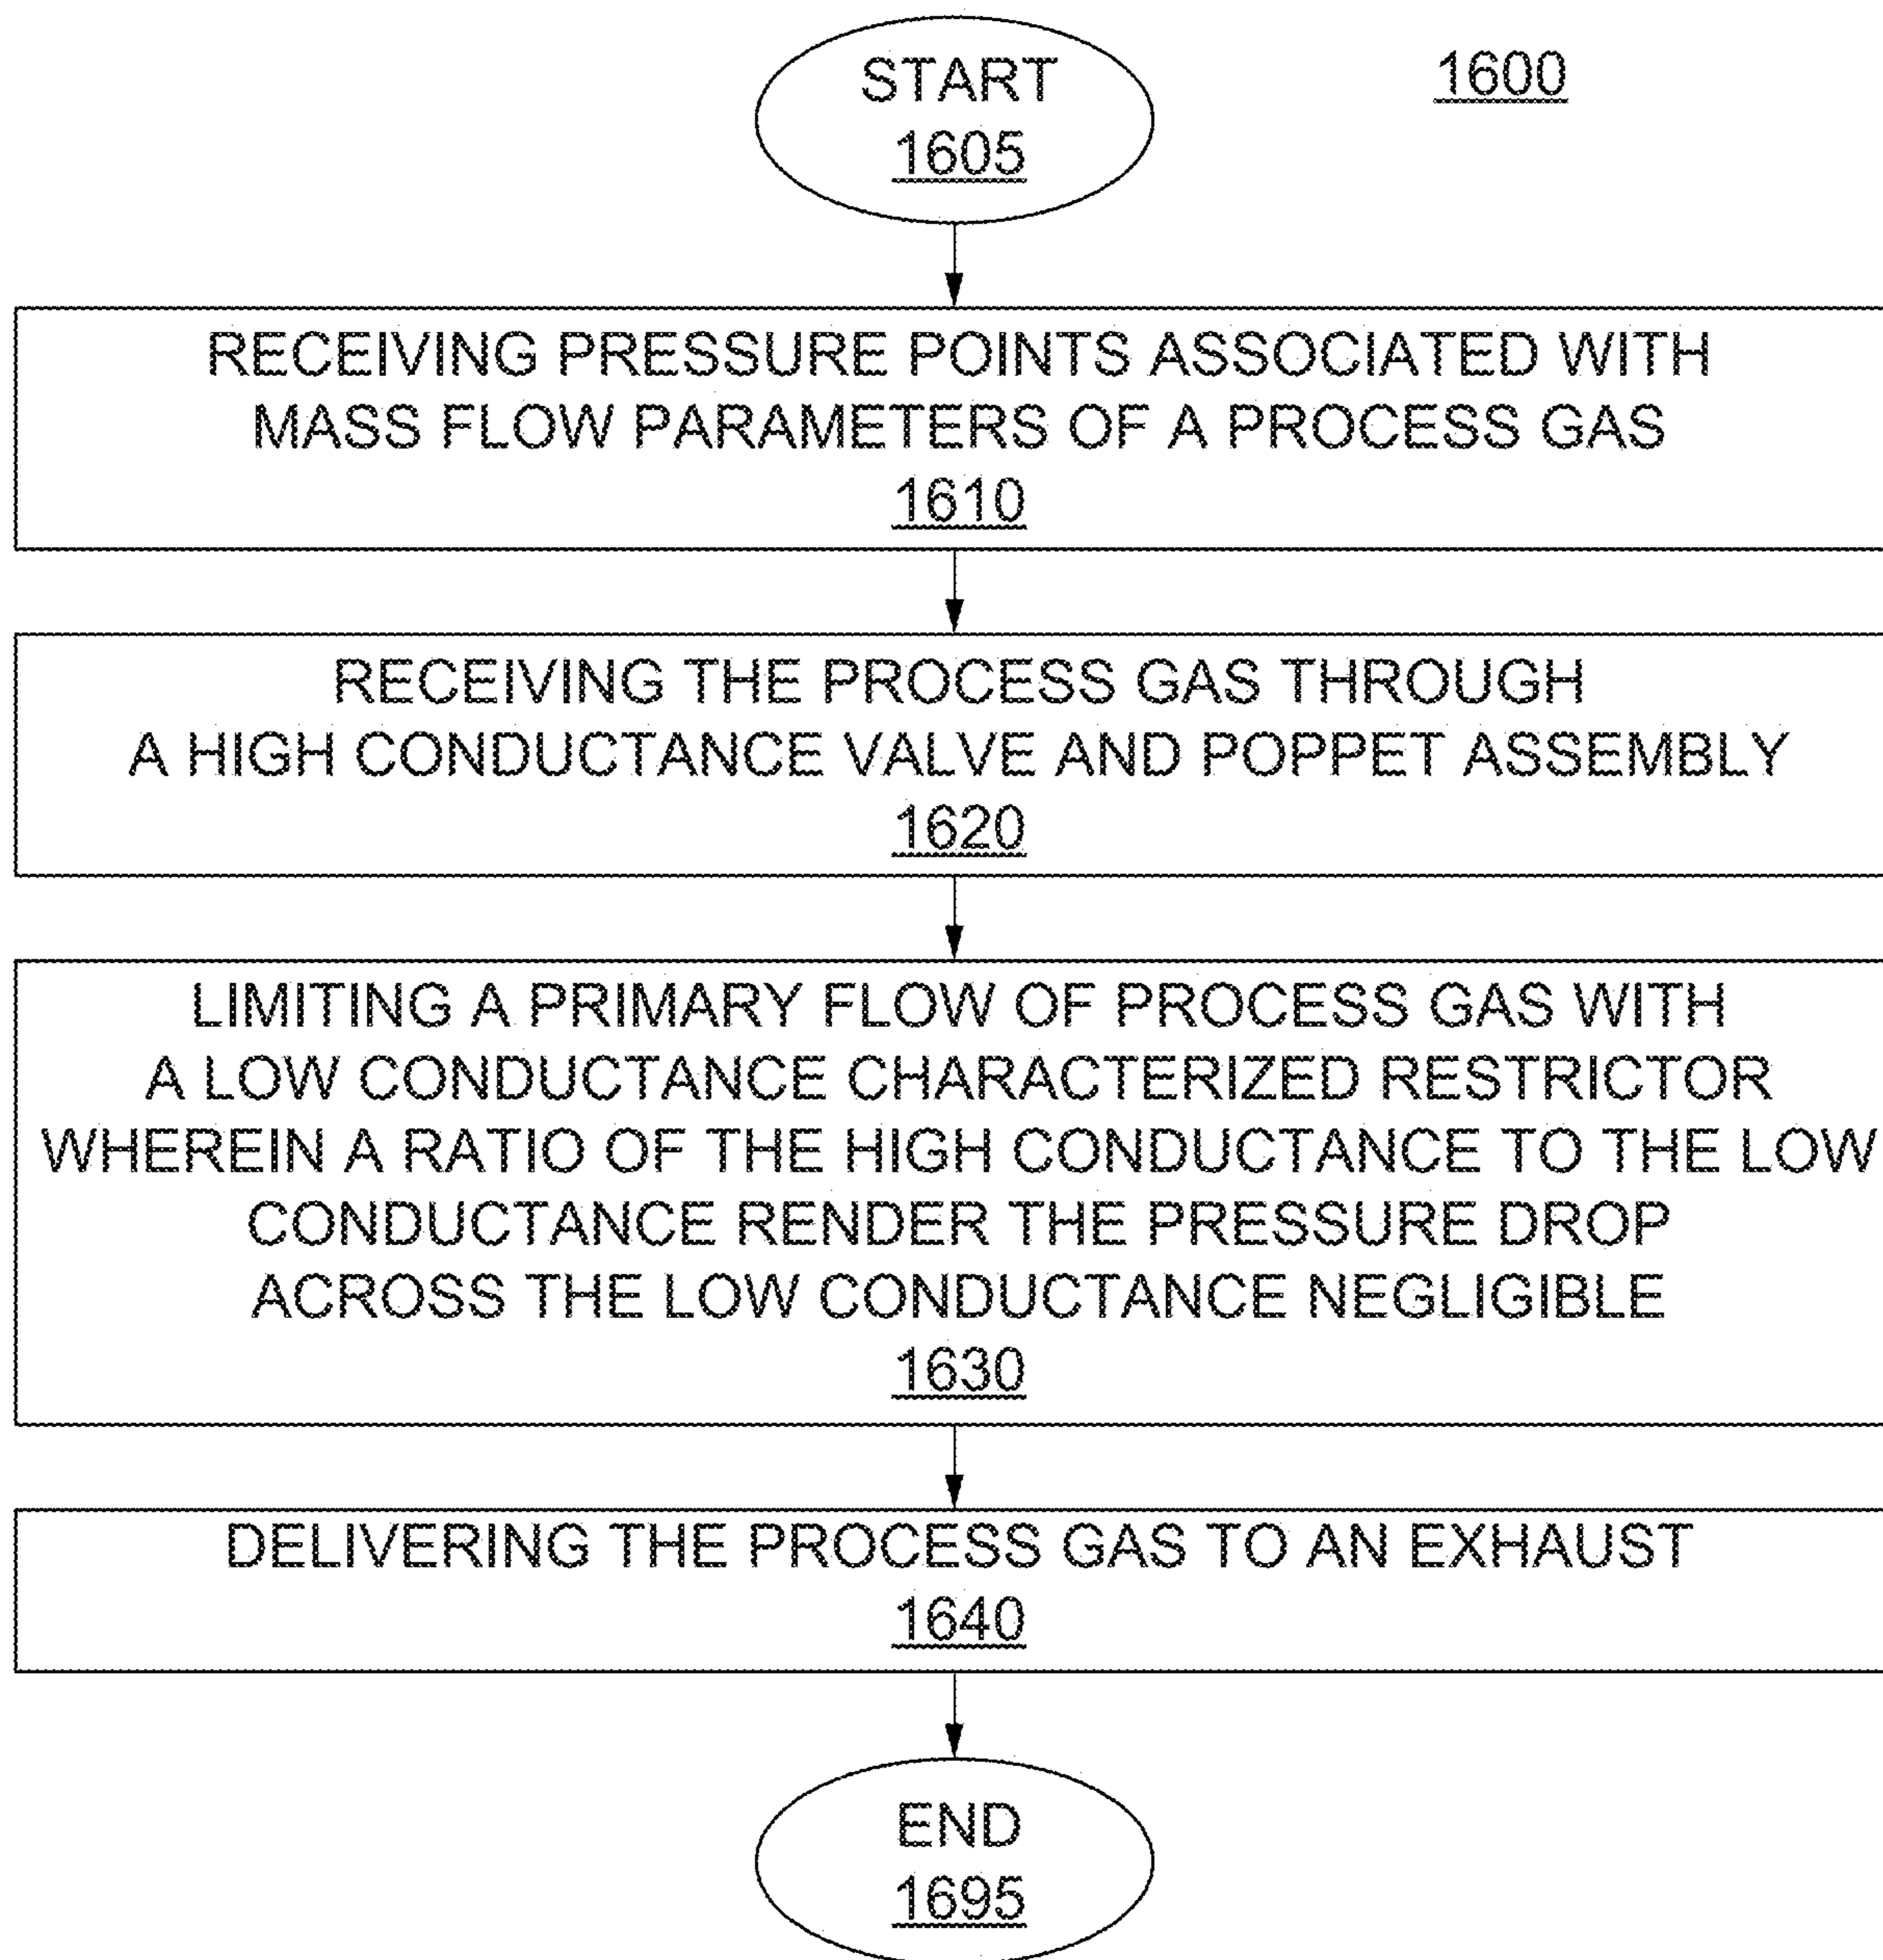 START
1605
1600
RECEIVING PRESSURE POINTS ASSOCIATED WITH
MASS FLOW PARAMETERS OF A PROCESS GAS
1610
RECEIVING THE PROCESS GAS THROUGH
A HIGH CONDUCTANCE VALVE AND POPPET ASSEMBLY
1620
LIMITING A PRIMARY FLOW OF PROCESS GAS WITH
A LOW CONDUCTANCE CHARACTERIZED RESTRICTOR
WHEREIN A RATIO OF THE HIGH CONDUCTANCE TO THE LOW
CONDUCTANCE RENDER THE PRESSURE DROP
ACROSS THE LOW CONDUCTANCE NEGLIGIBLE
1630
DELIVERING THE PROCESS GAS TO AN EXHAUST
1640
END
1695